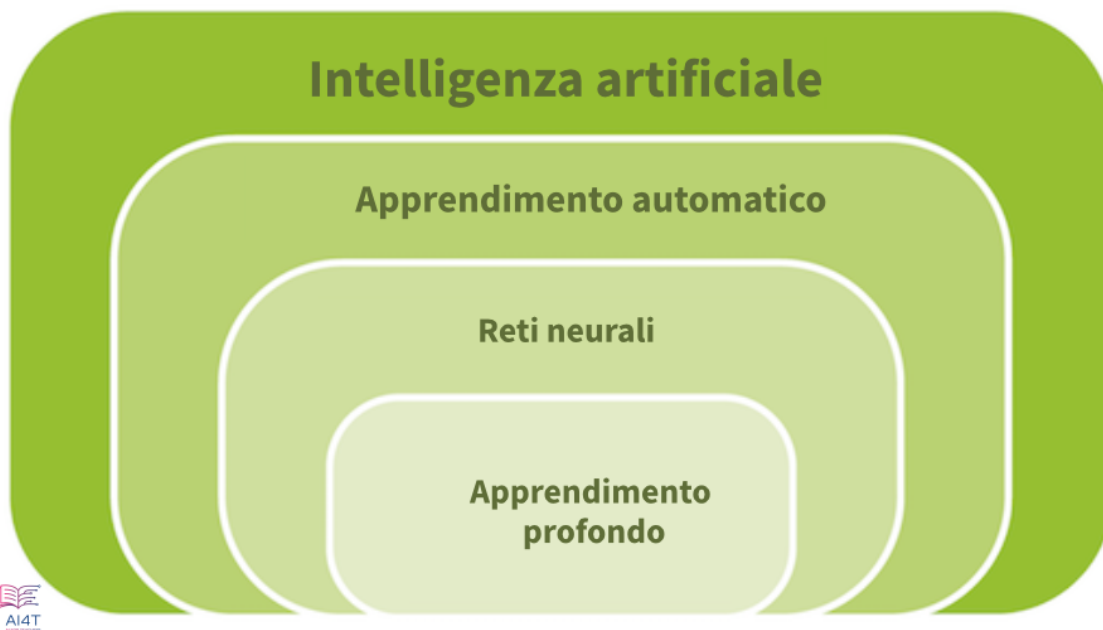 Intelligenza artificiale
Apprendimento automatico
Reti neurali
Apprendimento
profondo
AI4T